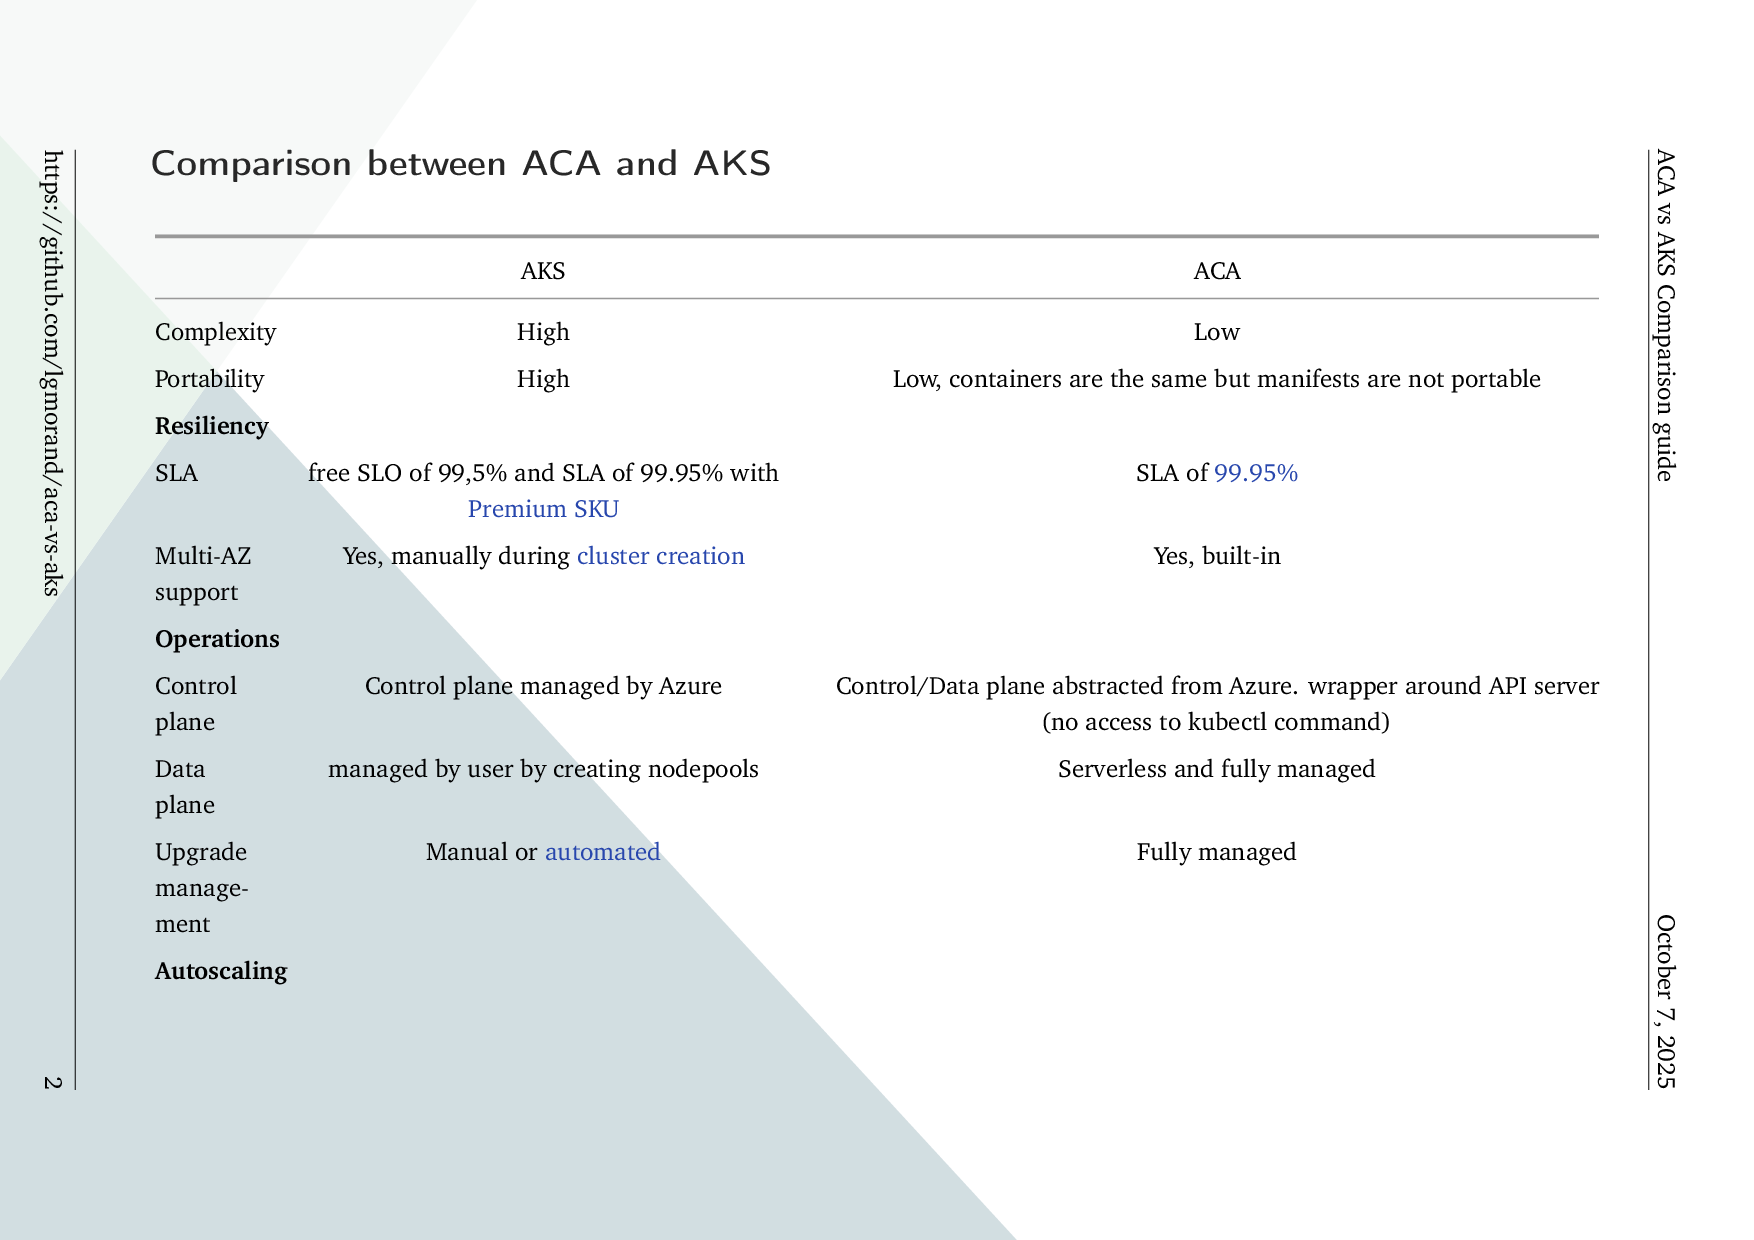 Comparison between ACA and AKS
AKS ACA
Complexity High Low
Portability High Low, containers are the same but manifests are not portable
Resiliency
SLA free SLO of 99,5% and SLA of 99.95% with SLA of 99.95%
Premium SKU
Multi-AZ Yes, manually during cluster creation Yes, built-in
support
Operations
Control Control plane managed by Azure Control/Data plane abstracted from Azure. wrapper around API server
plane (no access to kubectl command)
Data managed by user by creating nodepools Serverless and fully managed
plane
Upgrade Manual or automated Fully managed
manage-
ment
Autoscaling
ACA vs AKS Comparison guide
October 7, 2025
https://github.com/lgmorand/aca-vs-aks
2